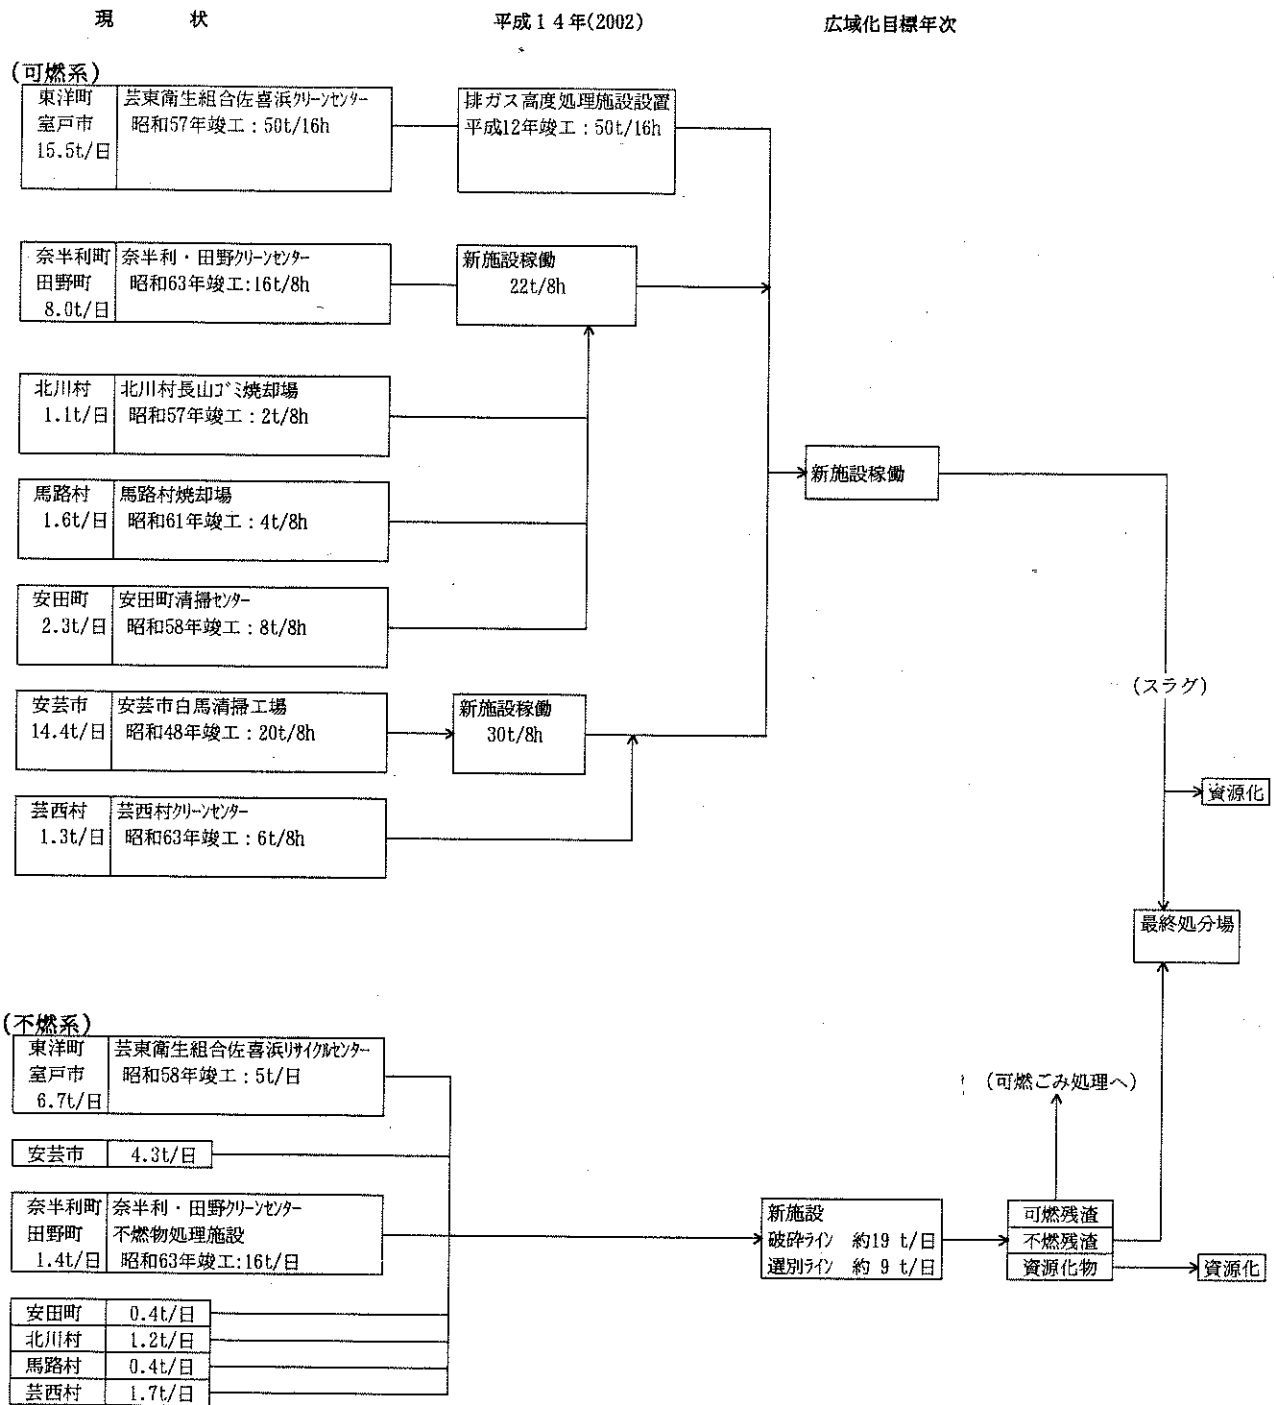 現　　状　　平成14年(2002)　　広域化目標年次
(可燃系)
東洋町　芸東衛生組合佐喜浜クリーンセンター　排ガス高度処理施設設置
室戸市　昭和57年竣工：50t/16h　平成12年竣工：50t/16h
15.5t/日
奈半利町　奈半利・田野クリーンセンター　新施設稼働
田野町　昭和63年竣工:16t/8h　22t/8h
8.0t/日
北川村　北川村長山ゴミ焼却場
1.1t/日　昭和57年竣工：2t/8h
新施設稼働
馬路村　馬路村焼却場
1.6t/日　昭和61年竣工：4t/8h
安田町　安田町清掃センター
2.3t/日　昭和58年竣工：8t/8h
(スラグ)
安芸市　安芸市白馬清掃工場　新施設稼働
14.4t/日　昭和48年竣工：20t/8h　30t/8h
資源化
芸西村　芸西村クリーンセンター
1.3t/日　昭和63年竣工：6t/8h
最終処分場
(不燃系)
東洋町　芸東衛生組合佐喜浜リサイクルセンター
室戸市　昭和58年竣工：5t/日
6.7t/日
(可燃ごみ処理へ)
安芸市　4.3t/日
奈半利町　奈半利・田野クリーンセンター
田野町　不燃物処理施設
1.4t/日　昭和63年竣工:16t/日
新施設
破砕ライン　約19 t/日
選別ライン　約 9 t/日
可燃残渣
不燃残渣
資源化物　資源化
安田町　0.4t/日
北川村　1.2t/日
馬路村　0.4t/日
芸西村　1.7t/日